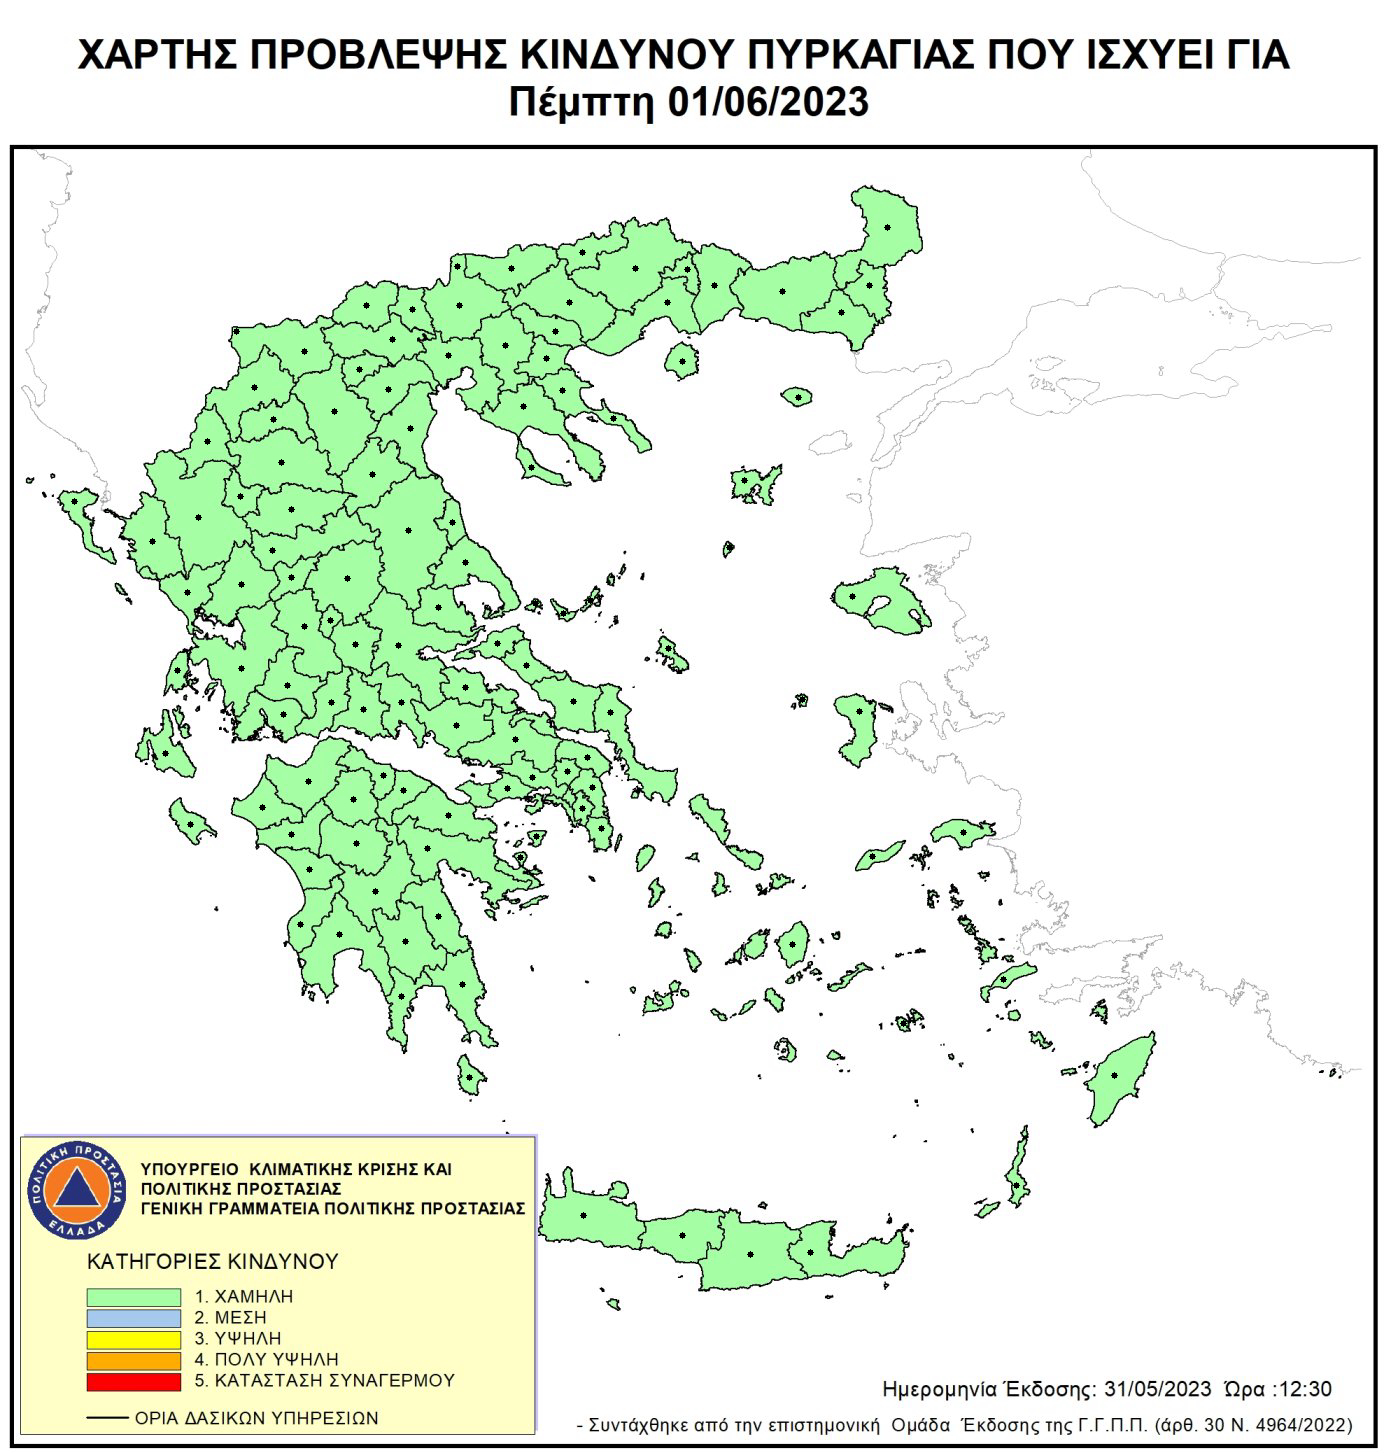 ΧΑΡΤΗΣ ΠΡΟΒΛΕΨΗΣ ΚΙΝΔΥΝΟΥ ΠΥΡΚΑΓΙΑΣ ΠΟΥ ΙΣΧΥΕΙ ΓΙΑ
Πέμπτη 01/06/2023
ΠΟΛΙΤΙΚΗ ΠΡΟΣΤΑΣΙΑ
ΕΛΛΑΔΑ
ΥΠΟΥΡΓΕΙΟ ΚΛΙΜΑΤΙΚΗΣ ΚΡΙΣΗΣ ΚΑΙ
ΠΟΛΙΤΙΚΗΣ ΠΡΟΣΤΑΣΙΑΣ
ΓΕΝΙΚΗ ΓΡΑΜΜΑΤΕΙΑ ΠΟΛΙΤΙΚΗΣ ΠΡΟΣΤΑΣΙΑΣ
ΚΑΤΗΓΟΡΙΕΣ ΚΙΝΔΥΝΟΥ
1. ΧΑΜΗΛΗ
2. ΜΕΣΗ
3. ΥΨΗΛΗ
4. ΠΟΛΥ ΥΨΗΛΗ
5. ΚΑΤΑΣΤΑΣΗ ΣΥΝΑΓΕΡΜΟΥ
ΟΡΙΑ ΔΑΣΙΚΩΝ ΥΠΗΡΕΣΙΩΝ
Ημερομηνία Έκδοσης: 31/05/2023 Ώρα :12:30
- Συντάχθηκε από την επιστημονική Ομάδα Έκδοσης της Γ.Γ.Π.Π. (άρθ. 30 Ν. 4964/2022)